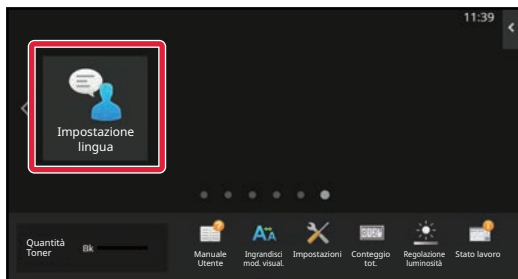 11:39
Impostazione
lingua
Quantità
Toner
Bk
Manuale
Utente
Ingrandisci
mod. visual.
Impostazioni
Conteggio
tot.
Regolazione
luminosità
Stato lavoro